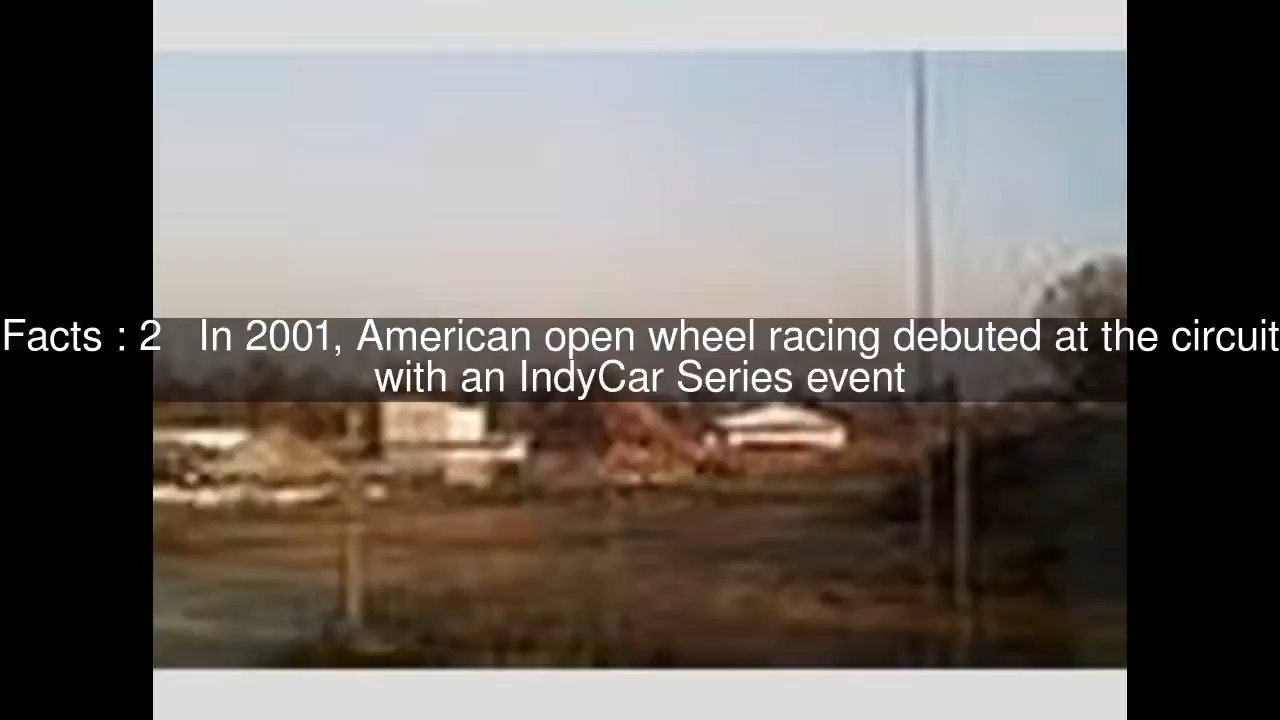 Facts : 2 In 2001, American open wheel racing debuted at the circuit
with an IndyCar Series event